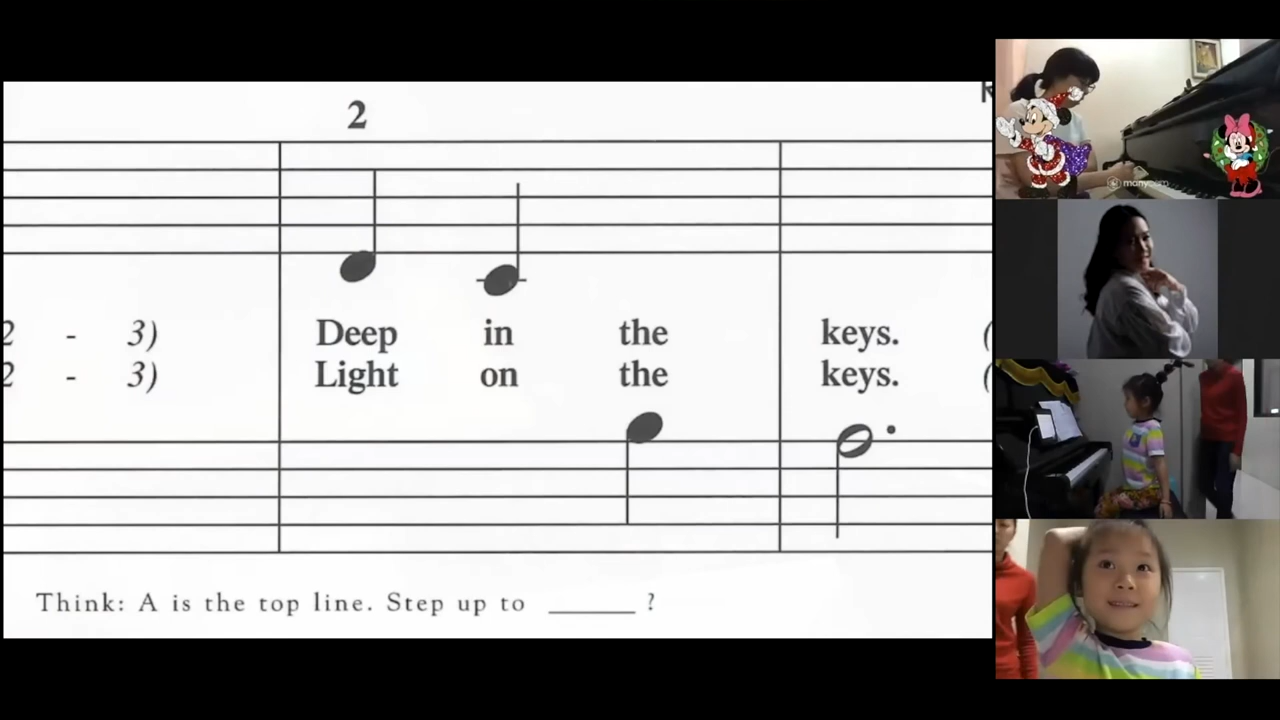 2
2 - 3) Deep in the keys. (
2 - 3) Light on the keys. (
Think: A is the top line. Step up to ______ ?
manycam